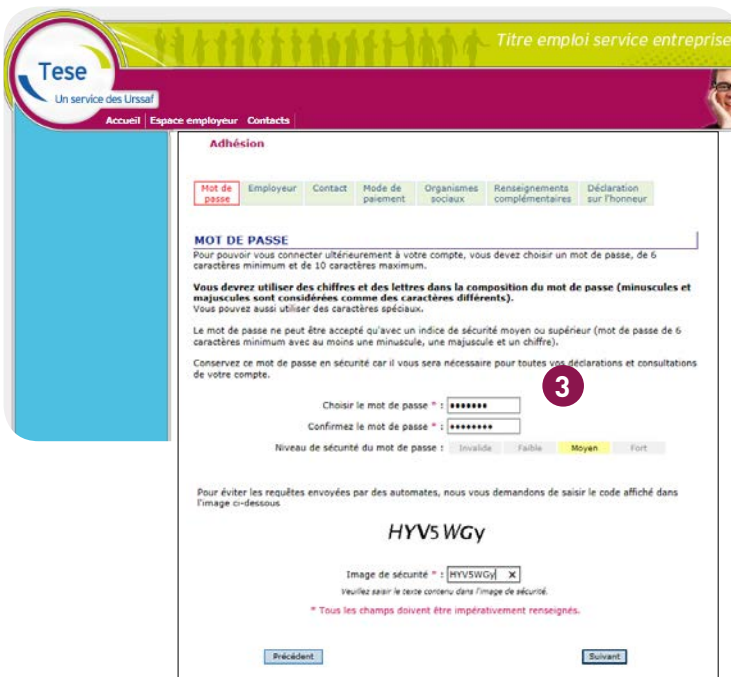 Titre emploi service entreprise
Tese
Un service des Urssaf
Accueil Espace employeur Contacts
Adhésion
Mot de passe
Employeur
Contact
Mode de paiement
Organismes sociaux
Renseignements complémentaires
Déclaration sur l'honneur
MOT DE PASSE
Pour pouvoir vous connecter ultérieurement à votre compte, vous devez choisir un mot de passe, de 6
caractères minimum et de 10 caractères maximum.
Vous devrez utiliser des chiffres et des lettres dans la composition du mot de passe (minuscules et
majuscules sont considérées comme des caractères différents).
Vous pouvez aussi utiliser des caractères spéciaux.
Le mot de passe ne peut être accepté qu'avec un indice de sécurité moyen ou supérieur (mot de passe de 6
caractères minimum avec au moins une minuscule, une majuscule et un chiffre).
Conservez ce mot de passe en sécurité car il vous sera nécessaire pour toutes vos déclarations et consultations
de votre compte.
3
Choisir le mot de passe * : •••••••
Confirmez le mot de passe * : ••••••••
Niveau de sécurité du mot de passe : Invalide Faible Moyen Fort
Pour éviter les requêtes envoyées par des automates, nous vous demandons de saisir le code affiché dans
l'image ci-dessous
HYV5WGy
Image de sécurité * : HYV5WGy X
Veuillez saisir le texte contenu dans l'image de sécurité.
* Tous les champs doivent être impérativement renseignés.
Précédent Suivant